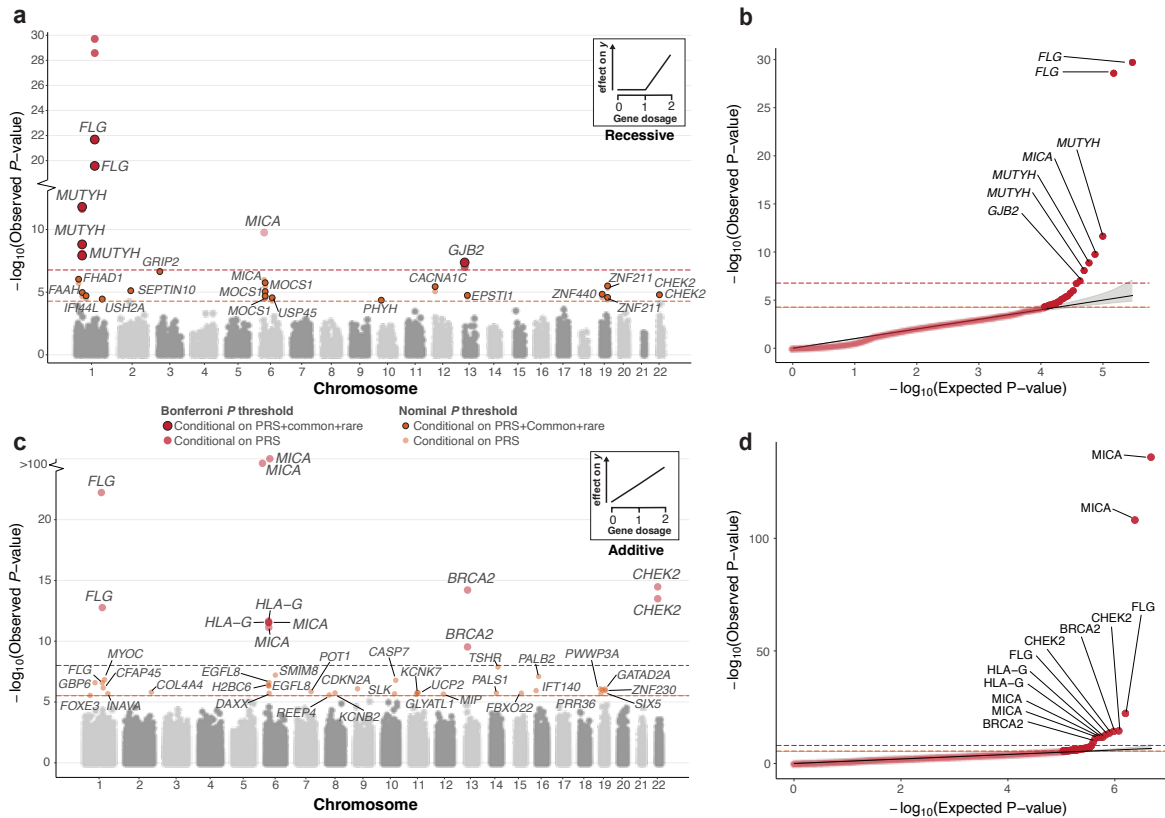 a
−log10(Observed P−value)
30
28
26
24
22
20
10
5
0
FLG
FLG
MUTYH
MUTYH
MUTYH
GRIP2
FHAD1
FAAH
IFI44L
SEPTIN10
USH2A
MICA
MICA
MOCS1
MOCS1
MOCS1
USP45
PHYH
CACNA1C
GJB2
EPSTI1
ZNF211
ZNF440
ZNF211
CHEK2
CHEK2
effect on y
0 1 2
Gene dosage
Recessive
1 2 3 4 5 6 7 8 9 10 11 12 13 14 15 16 17 18 19 20 21 22
Chromosome
b
−log10(Observed P−value)
30
25
20
15
10
5
0
FLG
FLG
MUTYH
MICA
MUTYH
MUTYH
GJB2
0 1 2 3 4 5
−log10(Expected P−value)
Bonferroni P threshold
Conditional on PRS+common+rare
Conditional on PRS
Nominal P threshold
Conditional on PRS+Common+rare
Conditional on PRS
c
−log10(Observed P−value)
>100
20
15
10
5
0
MICA
MICA
FLG
FLG
HLA−G
HLA−G
MICA
MICA
BRCA2
BRCA2
CHEK2
CHEK2
MYOC
FLG
CFAP45
GBP6
FOXE3
INAVA
COL4A4
EGFL8
SMIM8
H2BC6
EGFL8
DAXX
POT1
CDKN2A
REEP4
KCNB2
CASP7
SLK
KCNK7
UCP2
GLYATL1
MIP
TSHR
PALS1
FBXO22
PALB2
IFT140
PWWP3A
GATAD2A
ZNF230
PRR36
SIX5
effect on y
0 1 2
Gene dosage
Additive
1 2 3 4 5 6 7 8 9 10 11 12 13 14 15 16 17 18 19 20 21 22
Chromosome
d
−log10(Observed P−value)
100
50
0
MICA
MICA
FLG
CHEK2
BRCA2
CHEK2
FLG
HLA−G
HLA−G
MICA
MICA
BRCA2
0 2 4 6
−log10(Expected P−value)